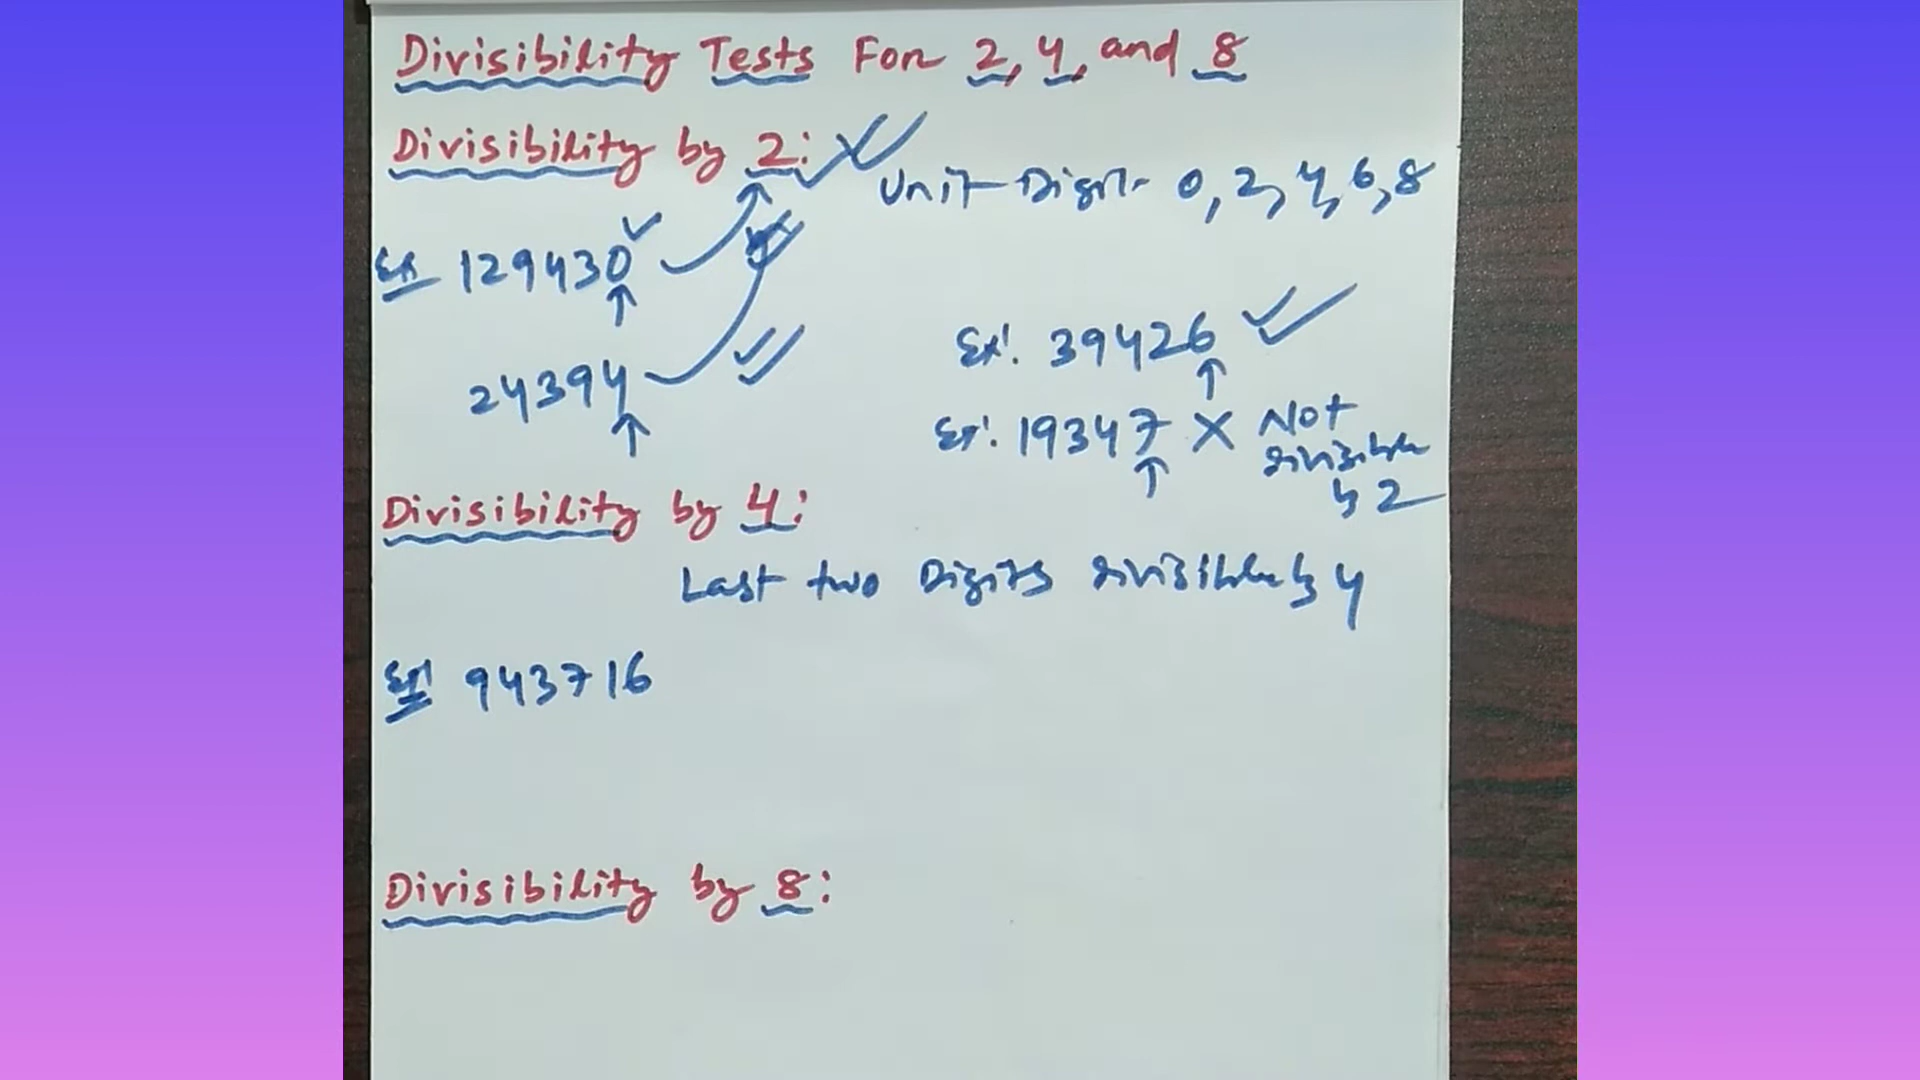 Divisibility Tests For 2, 4, and 8
Divisibility by 2:
Unit Digit- 0, 2, 4, 6, 8
Ex 129430
24394
Ex: 39426
Ex: 19347 X Not
divisible
by 2
Divisibility by 4:
Last two Digits divisible by 4
Ex: 943716
Divisibility by 8: